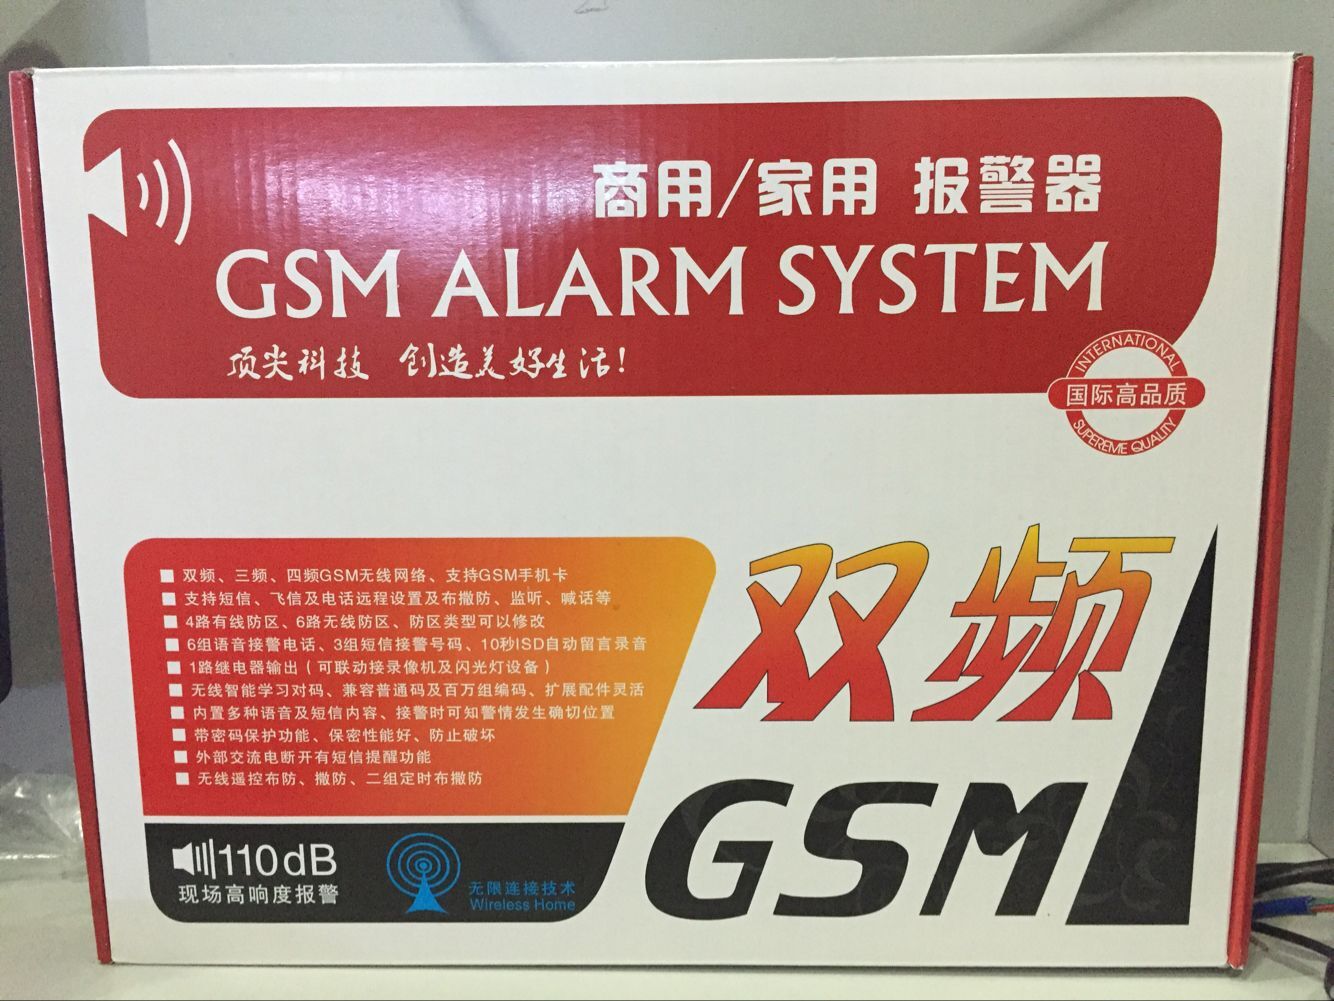 商用/家用 报警器
GSM ALARM SYSTEM
顶尖科技 创造美好生活!
INTERNATIONAL
国际高品质
SUPEREME QUALITY
■ 双频、三频、四频GSM无线网络、支持GSM手机卡
■ 支持短信、飞信及电话远程设置及布撤防、监听、喊话等
■ 4路有线防区、6路无线防区、防区类型可以修改
■ 6组语音接警电话、3组短信接警号码、10秒ISD自动留言录音
■ 1路继电器输出（可联动接录像机及闪光灯设备）
■ 无线智能学习对码、兼容普通码及百万组编码、扩展配件灵活
■ 内置多种语音及短信内容、接警时可知警情发生确切位置
■ 带密码保护功能、保密性能好、防止破坏
■ 外部交流电断开有短信提醒功能
■ 无线遥控布防、撤防、二组定时布撤防
双频
GSM
110dB
现场高响度报警
无限连接技术
Wireless Home